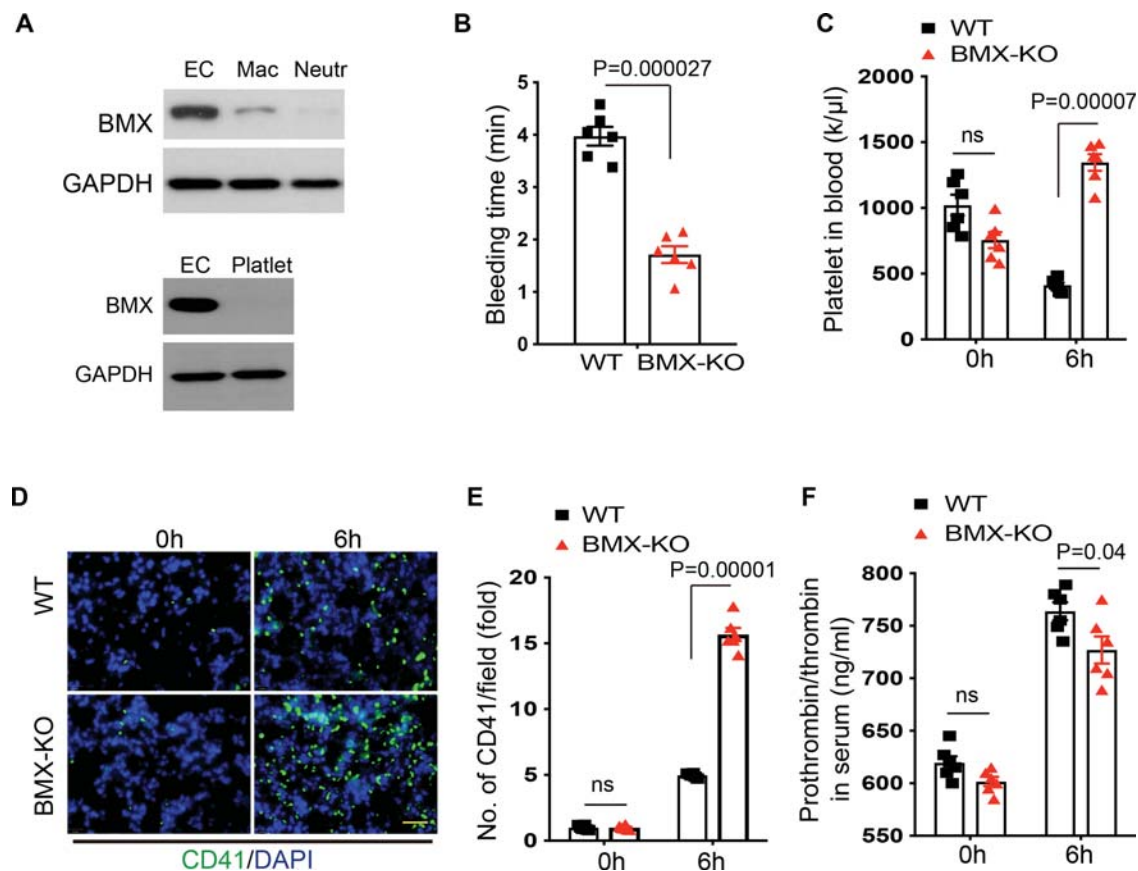 A
EC Mac Neutr
BMX
GAPDH
EC Platlet
BMX
GAPDH
B
P=0.000027
Bleeding time (min)
5
4
3
2
1
0
WT BMX-KO
C
WT
BMX-KO
P=0.00007
ns
Platelet in blood (k/μl)
2000
1500
1000
500
0
0h 6h
D
0h 6h
WT
BMX-KO
CD41/DAPI
E
WT
BMX-KO
P=0.00001
ns
No. of CD41/field (fold)
20
15
10
5
0
0h 6h
F
WT
BMX-KO
P=0.04
ns
Prothrombin/thrombin
in serum (ng/ml)
800
750
700
650
600
550
0h 6h